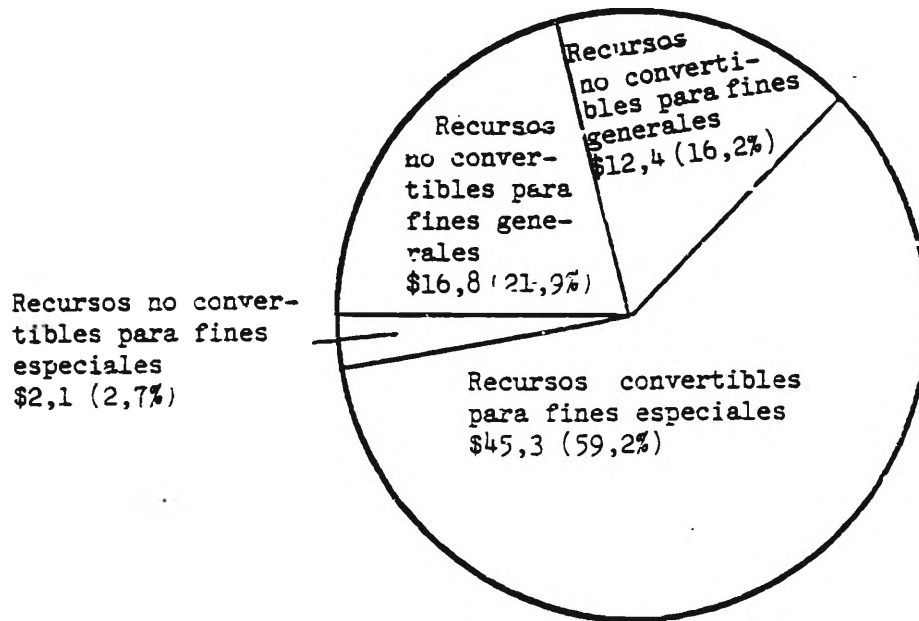 Recursos
no converti-
bles para fines
generales
$12,4 (16,2%)
Recursos
no conver-
tibles para
fines gene-
rales
$16,8 (21,9%)
Recursos no conver-
tibles para fines
especiales
$2,1 (2,7%)
Recursos convertibles
para fines especiales
$45,3 (59,2%)